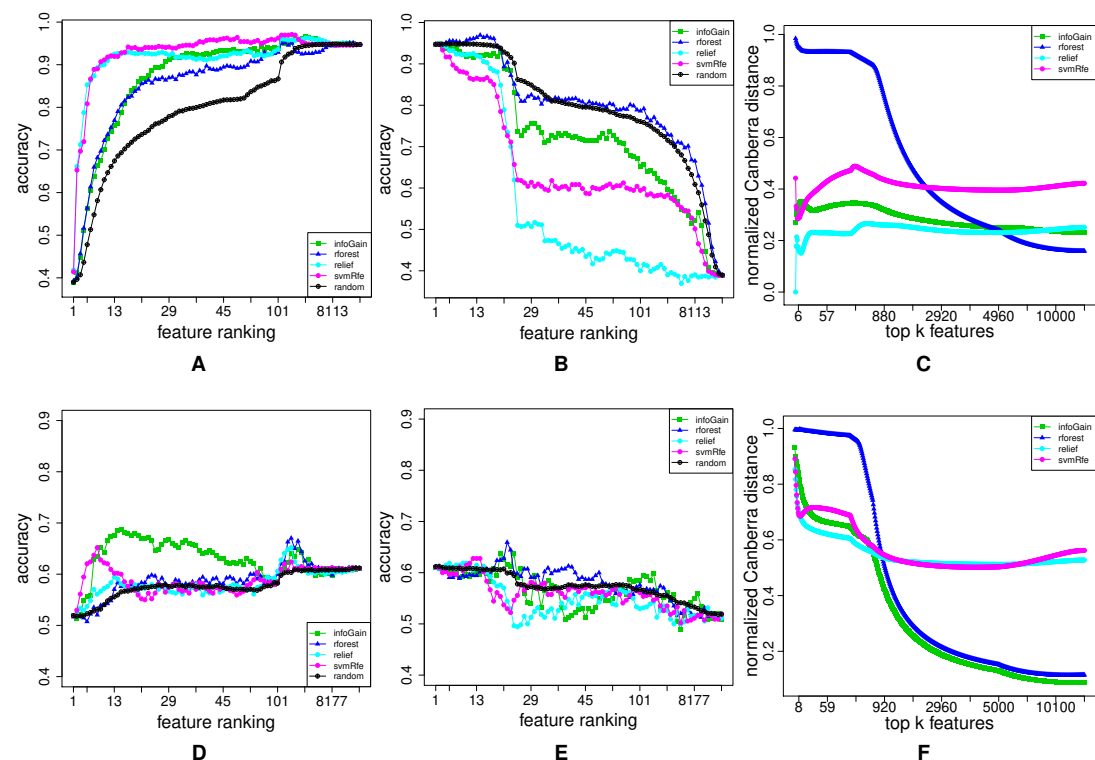 accuracy
1.0
0.9
0.8
0.7
0.6
0.5
0.4
infoGain
rforest
relief
svmRfe
random
1 13 29 45 101 8113
feature ranking
A
accuracy
1.0
0.9
0.8
0.7
0.6
0.5
0.4
infoGain
rforest
relief
svmRfe
random
1 13 29 45 101 8113
feature ranking
B
normalized Canberra distance
1.0
0.8
0.6
0.4
0.2
0.0
infoGain
rforest
relief
svmRfe
6 57 880 2920 4960 10000
top k features
C
accuracy
0.9
0.8
0.7
0.6
0.5
0.4
infoGain
rforest
relief
svmRfe
random
1 13 29 45 101 8177
feature ranking
D
accuracy
0.9
0.8
0.7
0.6
0.5
0.4
infoGain
rforest
relief
svmRfe
random
1 13 29 45 101 8177
feature ranking
E
normalized Canberra distance
1.0
0.8
0.6
0.4
0.2
infoGain
rforest
relief
svmRfe
8 59 920 2960 5000 10100
top k features
F